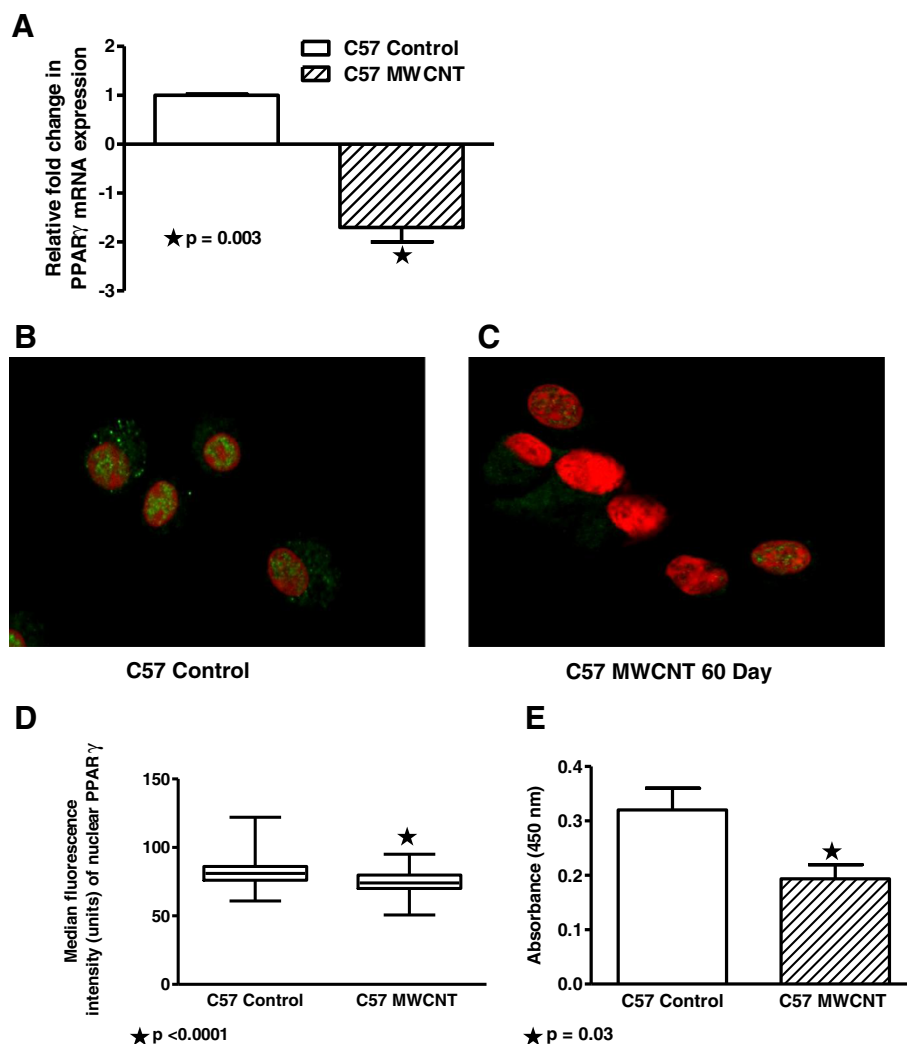 A
C57 Control
C57 MWCNT
Relative fold change in
PPARγ mRNA expression
2
1
0
-1
-2
-3
★ p = 0.003
★
B
C
C57 Control
C57 MWCNT 60 Day
D
E
Median fluorescence
intensity (units) of nuclear PPARγ
150
100
50
0
★
C57 Control
C57 MWCNT
★ p <0.0001
Absorbance (450 nm)
0.4
0.3
0.2
0.1
0.0
★
C57 Control
C57 MWCNT
★ p = 0.03